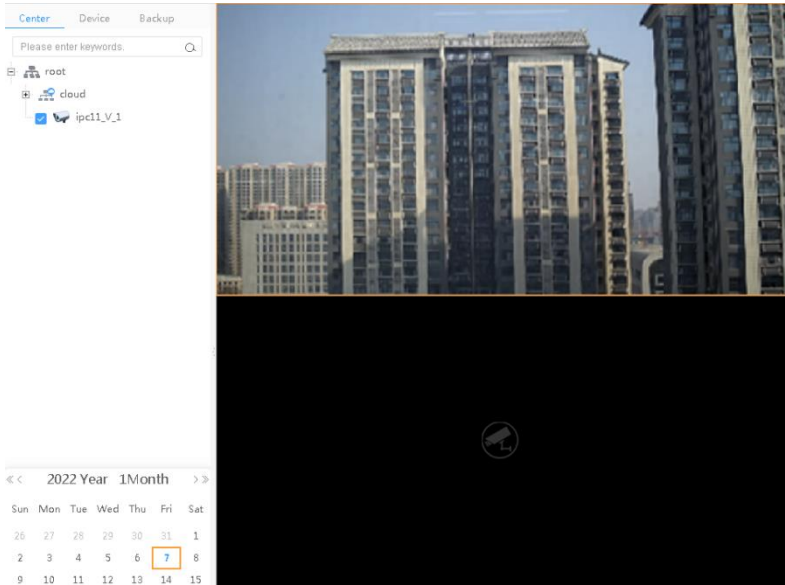 Center Device Backup
Please enter keywords.
root
cloud
ipc11_V_1
2022 Year 1Month
Sun Mon Tue Wed Thu Fri Sat
26 27 28 29 30 31 1
2 3 4 5 6 7 8
9 10 11 12 13 14 15